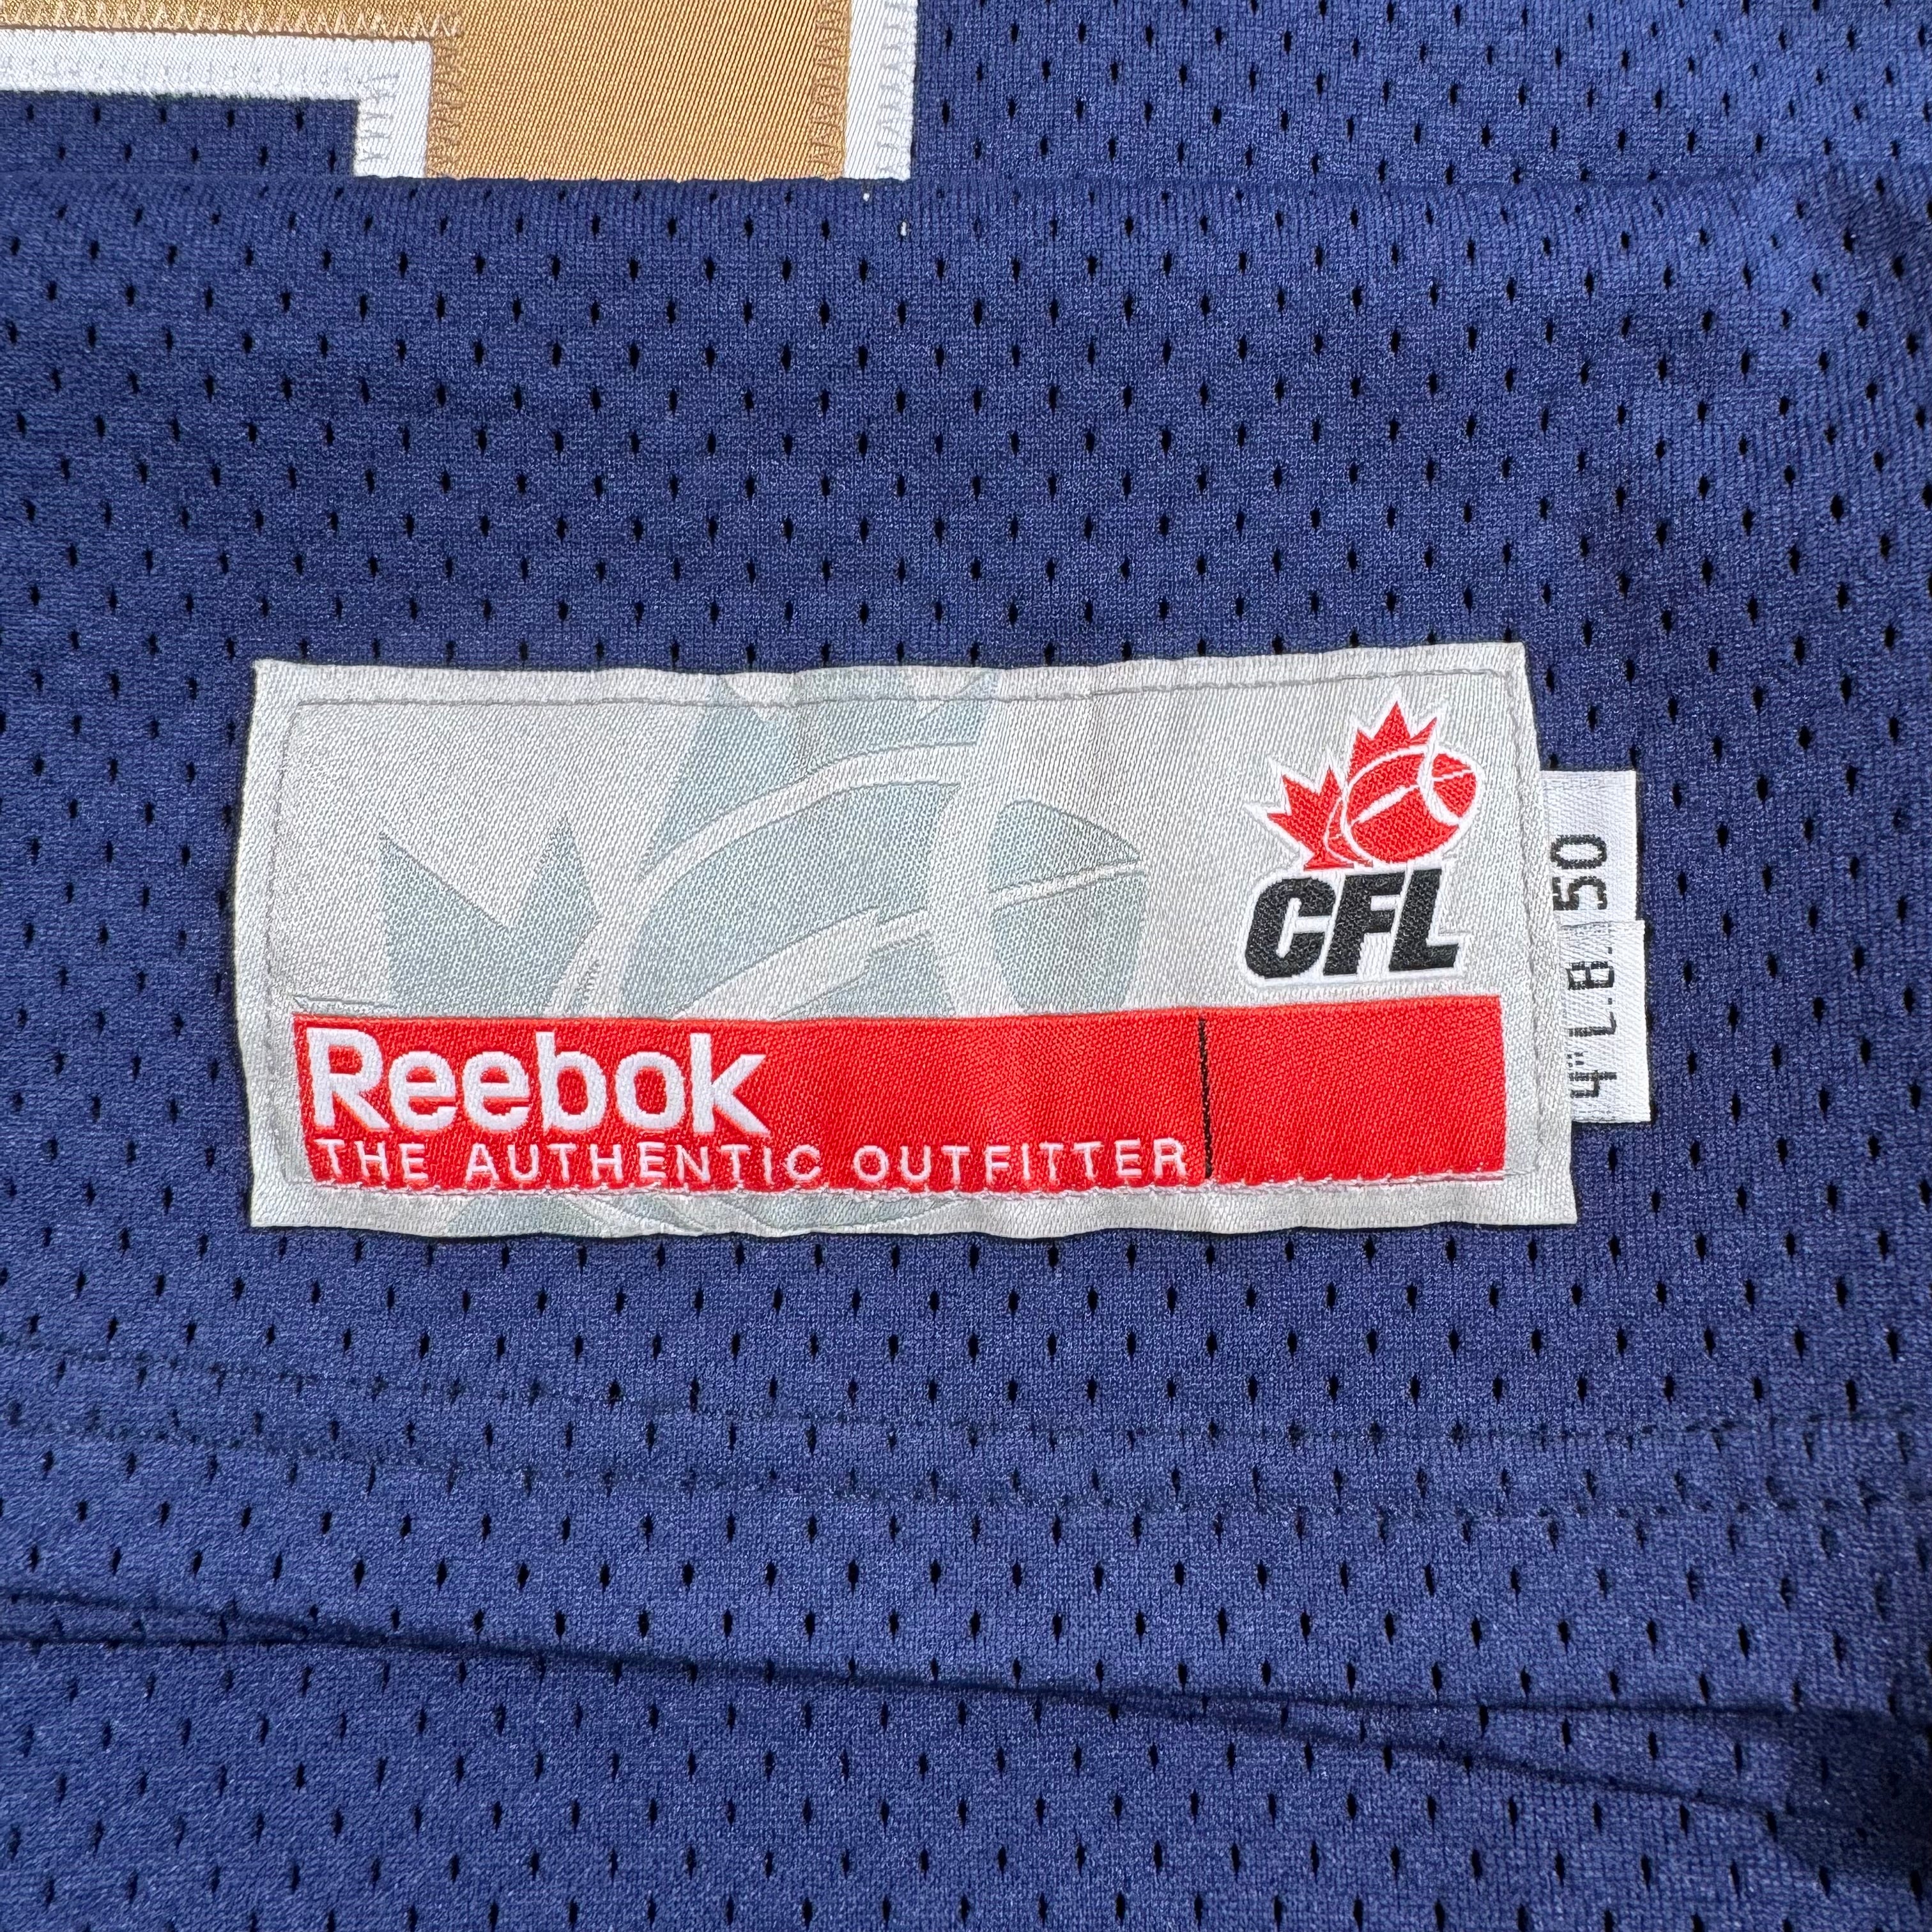 CFL
Reebok
THE AUTHENTIC OUTFITTER
50
4" L.B.